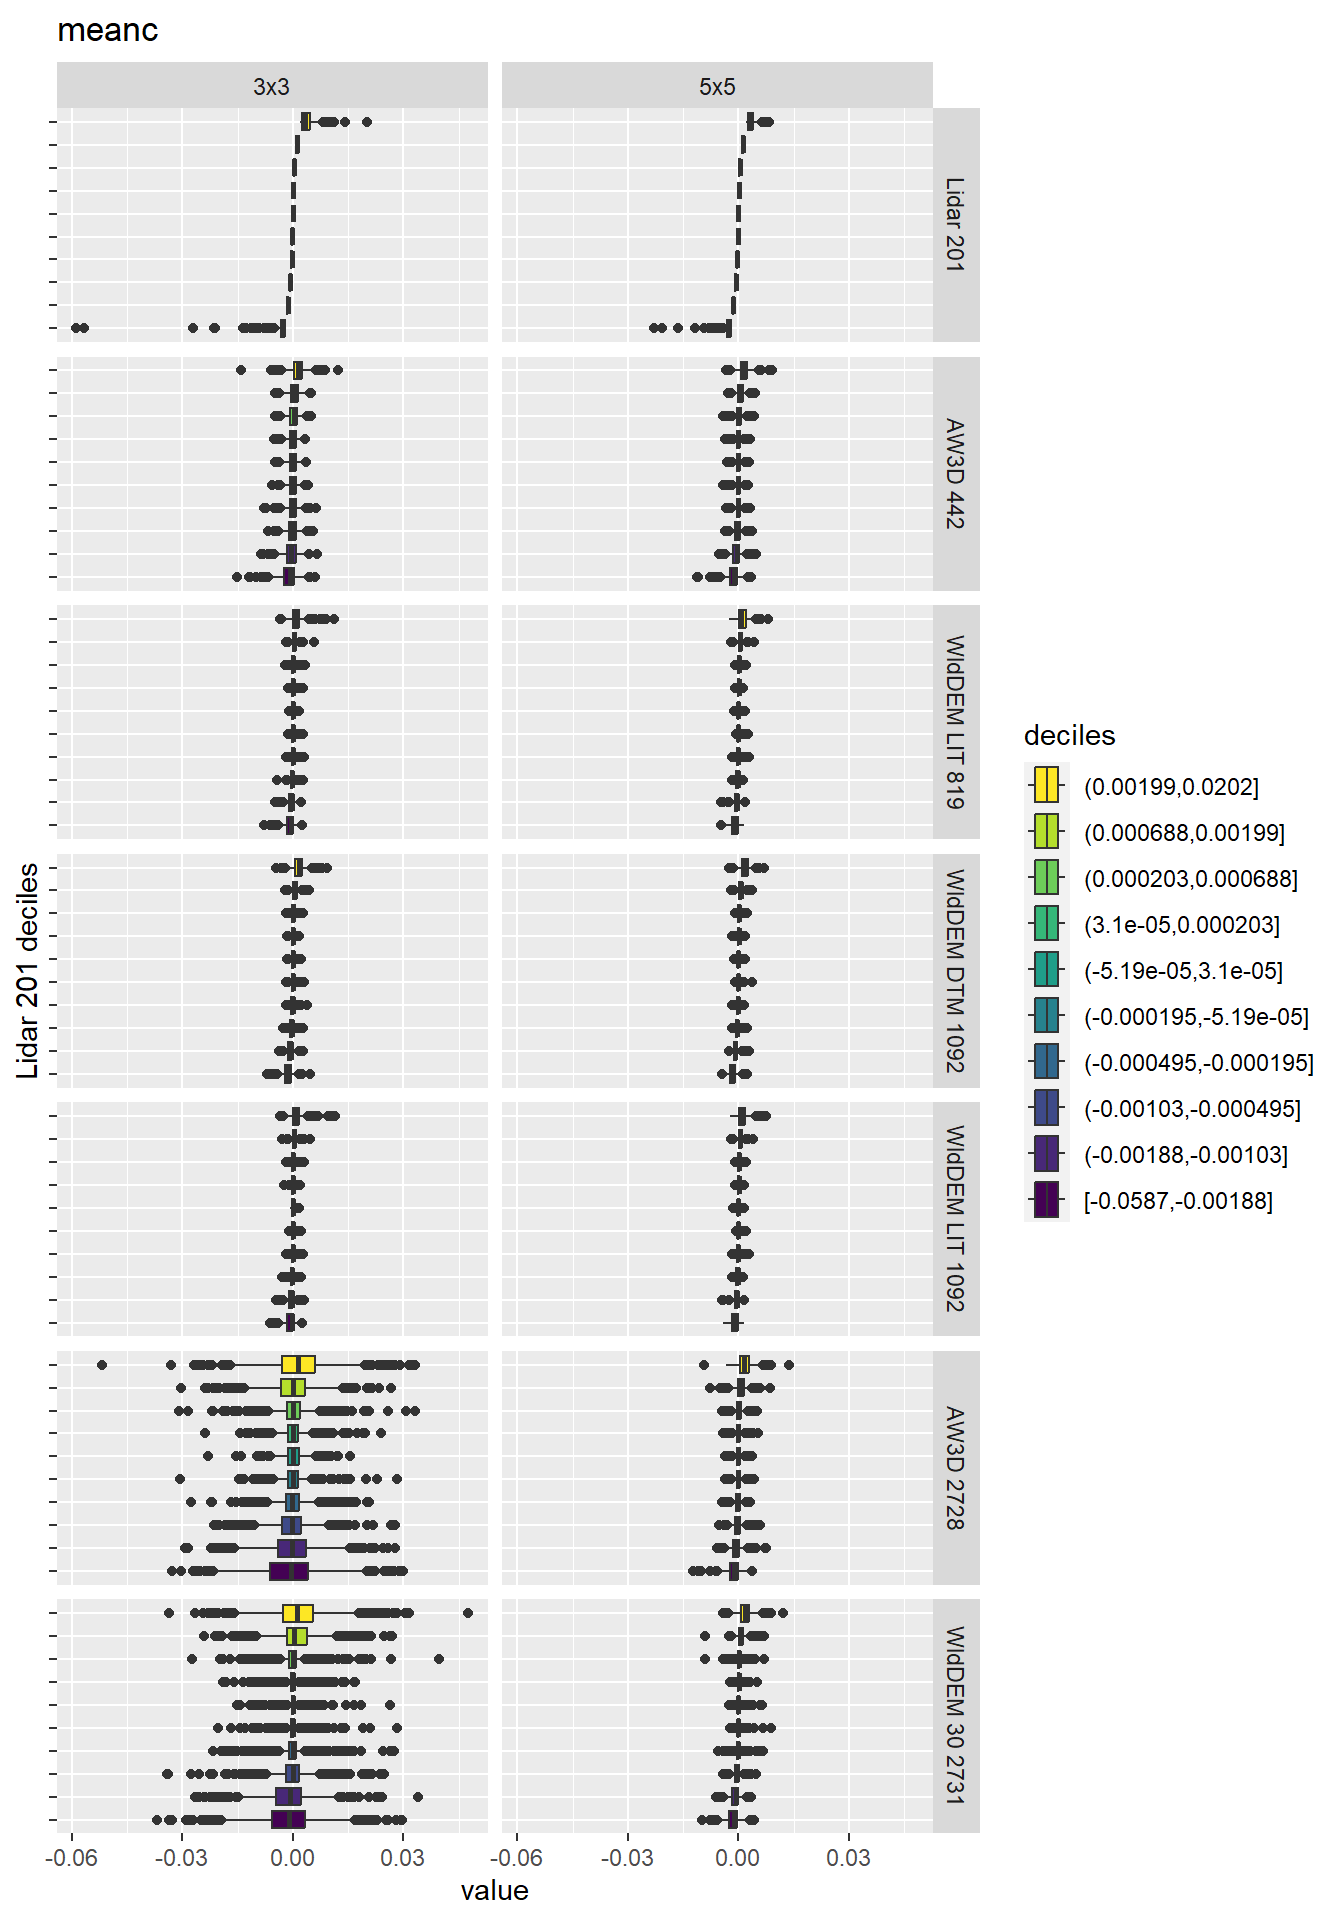 meanc
3x3
5x5
Lidar 201
AW3D 442
WldDEM LIT 819
WldDEM DTM 1092
WldDEM LIT 1092
AW3D 2728
WldDEM 30 2731
Lidar 201 deciles
-0.06
-0.03
0.00
0.03
-0.06
-0.03
0.00
0.03
value
deciles
(0.00199,0.0202]
(0.000688,0.00199]
(0.000203,0.000688]
(3.1e-05,0.000203]
(-5.19e-05,3.1e-05]
(-0.000195,-5.19e-05]
(-0.000495,-0.000195]
(-0.00103,-0.000495]
(-0.00188,-0.00103]
[-0.0587,-0.00188]